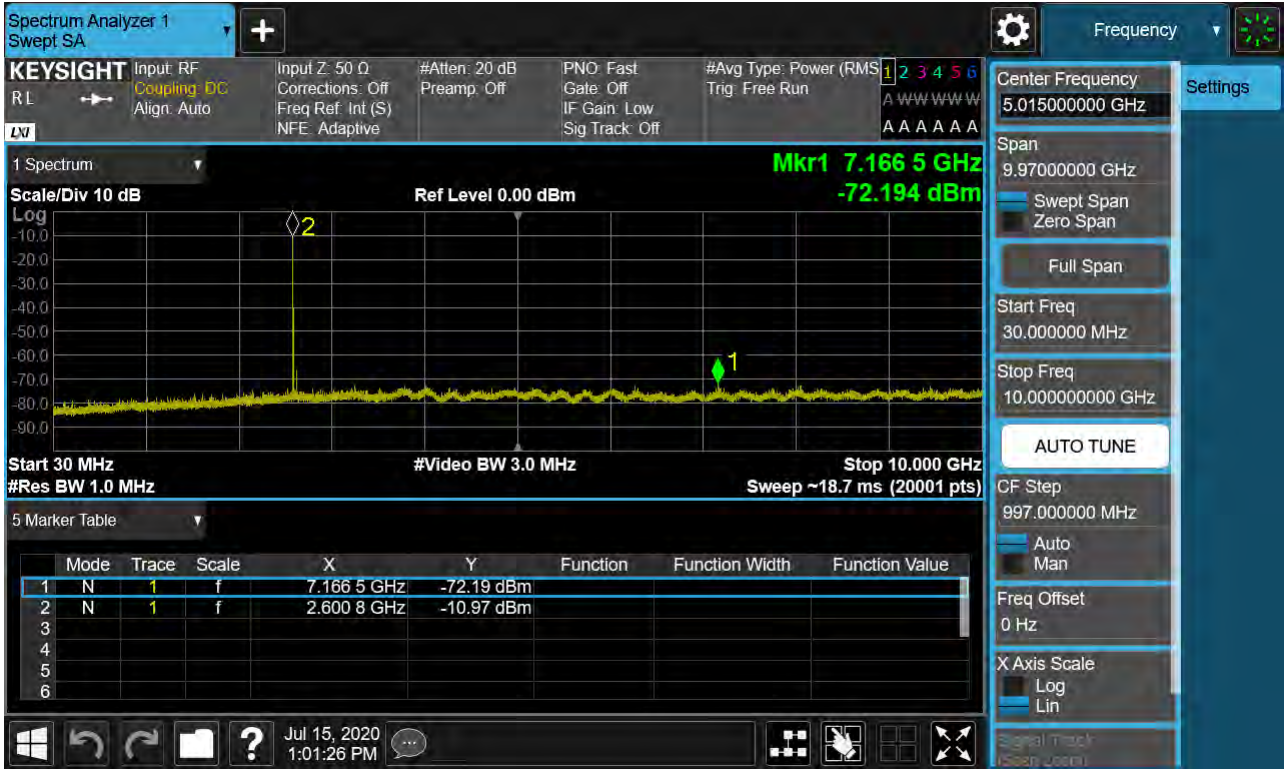 Spectrum Analyzer 1
Swept SA
Frequency
KEYSIGHT
RL
LXI
Input: RF
Coupling: DC
Align: Auto
Input Z: 50 Ω
Corrections: Off
Freq Ref: Int (S)
NFE: Adaptive
#Atten: 20 dB
Preamp: Off
PNO: Fast
Gate: Off
IF Gain: Low
Sig Track: Off
#Avg Type: Power (RMS
Trig: Free Run
1 2 3 4 5 6
A W W W W W
A A A A A A
Center Frequency
5.015000000 GHz
Settings
1 Spectrum
Mkr1 7.166 5 GHz
Scale/Div 10 dB
Ref Level 0.00 dBm
-72.194 dBm
Log
-10.0
-20.0
-30.0
-40.0
-50.0
-60.0
-70.0
-80.0
-90.0
2
1
Start 30 MHz
#Video BW 3.0 MHz
Stop 10.000 GHz
#Res BW 1.0 MHz
Sweep ~18.7 ms (20001 pts)
Span
9.97000000 GHz
Swept Span
Zero Span
Full Span
Start Freq
30.000000 MHz
Stop Freq
10.000000000 GHz
AUTO TUNE
CF Step
997.000000 MHz
Auto
Man
Freq Offset
0 Hz
X Axis Scale
Log
Lin
Signal Track
(Span Zoom)
5 Marker Table
Mode Trace Scale X Y Function Function Width Function Value
1 N 1 f 7.166 5 GHz -72.19 dBm
2 N 1 f 2.600 8 GHz -10.97 dBm
3
4
5
6
?
Jul 15, 2020
1:01:26 PM